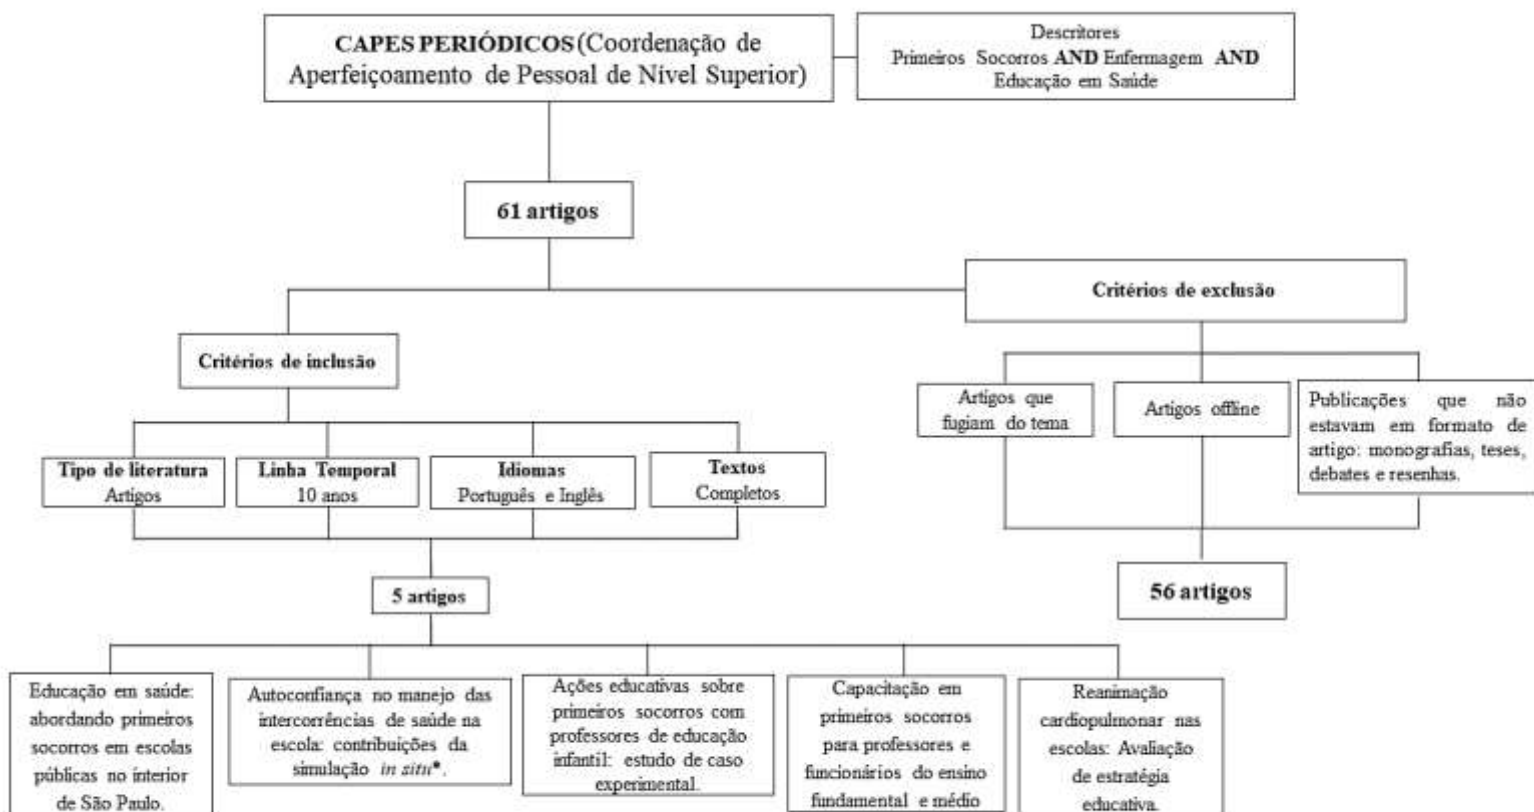 CAPES PERIÓDICOS (Coordenação de
Aperfeiçoamento de Pessoal de Nível Superior)
Descritores
Primeiros Socorros AND Enfermagem AND
Educação em Saúde
61 artigos
Critérios de exclusão
Critérios de inclusão
Artigos que
fugiam do tema
Artigos offline
Publicações que não
estavam em formato de
artigo: monografias, teses,
debates e resenhas.
Tipo de literatura
Artigos
Linha Temporal
10 anos
Idiomas
Português e Inglês
Textos
Completos
5 artigos
56 artigos
Educação em saúde:
abordando primeiros
socorros em escolas
públicas no interior
de São Paulo.
Autoconfiança no manejo das
intercorrências de saúde na
escola: contribuições da
simulação in situ*.
Ações educativas sobre
primeiros socorros com
professores de educação
infantil: estudo de caso
experimental.
Capacitação em
primeiros socorros
para professores e
funcionários do ensino
fundamental e médio
Reanimação
cardiopulmonar nas
escolas: Avaliação
de estratégia
educativa.